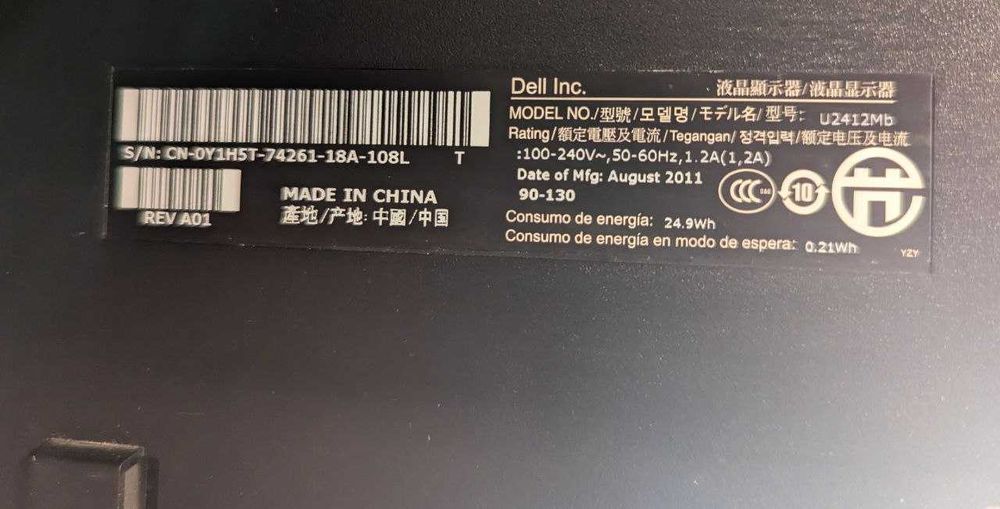 S/N: CN-0Y1H5T-74261-18A-108L T
REV A01
MADE IN CHINA
產地/产地: 中國/中国
Dell Inc. 液晶顯示器/液晶显示器
MODEL NO./型號/모델명/モデル名/型号: U2412Mb
Rating/額定電壓及電流/Tegangan/정격입력/额定电压及电流
:100-240V~,50-60Hz,1.2A(1,2A)
Date of Mfg: August 2011
90-130
CCC
10
Consumo de energía: 24.9Wh
Consumo de energía en modo de espera: 0.21Wh
YZY